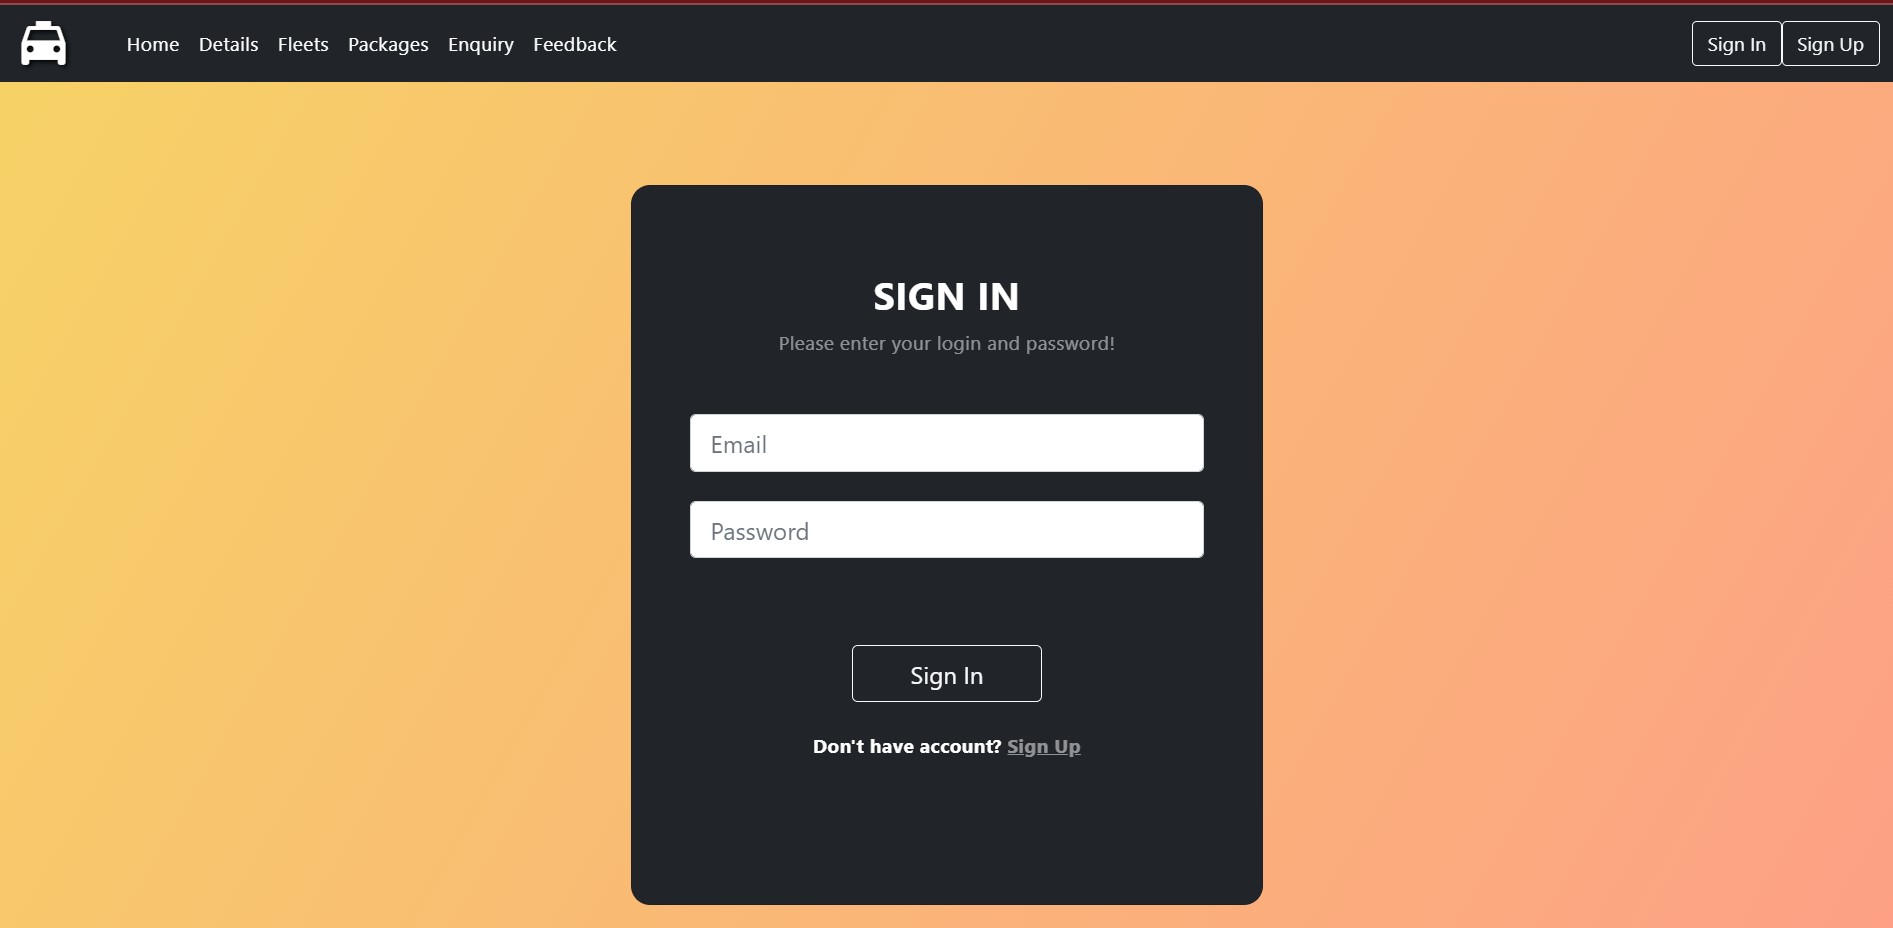 Home Details Fleets Packages Enquiry Feedback Sign In Sign Up
SIGN IN
Please enter your login and password!
Email
Password
Sign In
Don't have account? Sign Up